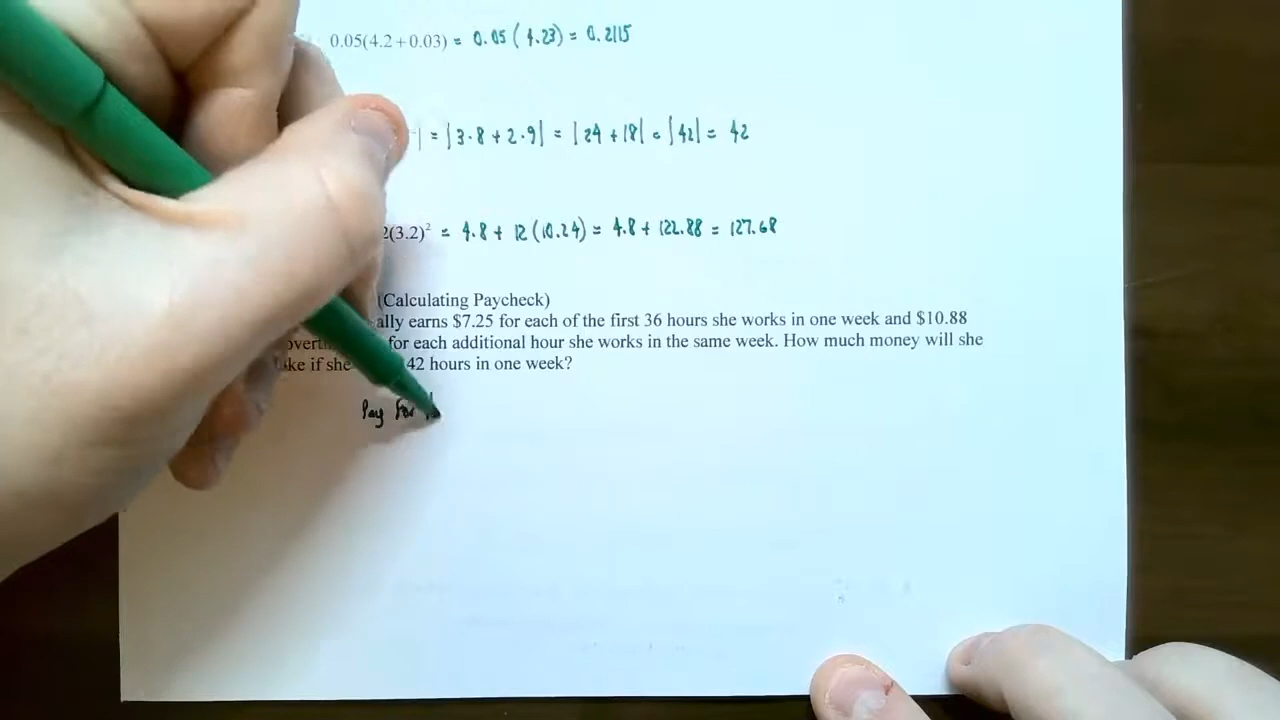 0.05(4.2+0.03) = 0.05 (4.23) = 0.2115
| = |3·8 + 2·9| = |24 + 18| = |42| = 42
2(3.2)² = 4.8 + 12 (10.24) = 4.8 + 122.88 = 127.68
(Calculating Paycheck)
ally earns $7.25 for each of the first 36 hours she works in one week and $10.88
for each additional hour she works in the same week. How much money will she
if she 42 hours in one week?
Pay for